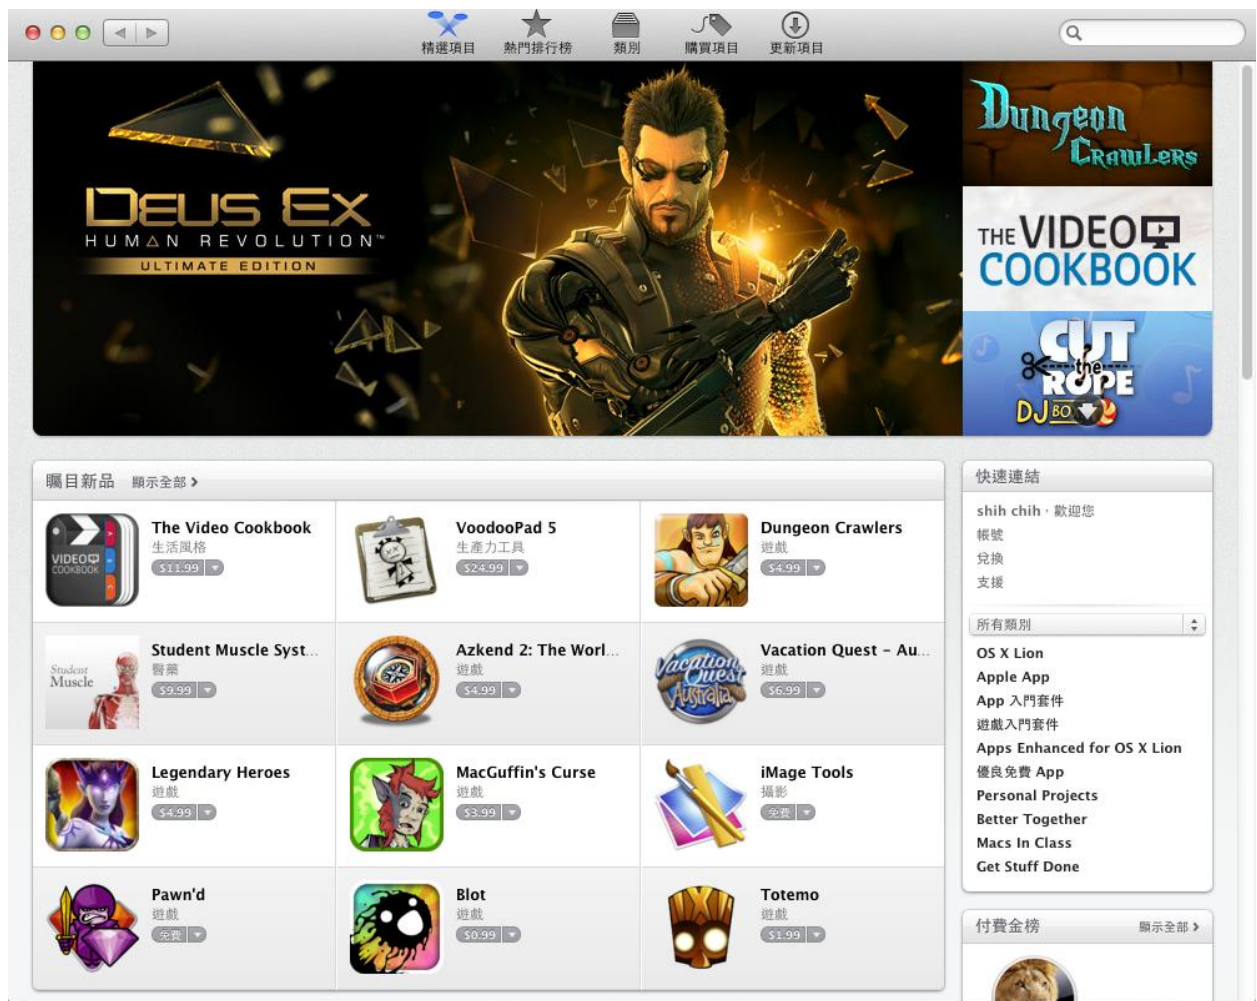 精選項目
熱門排行榜
類別
購買項目
更新項目
DEUS EX
HUMAN REVOLUTION™
ULTIMATE EDITION
DUNGEON
CRAWLERS
THE VIDEO
COOKBOOK
CUT
the
ROPE
DJ BO
矚目新品 顯示全部 >
The Video Cookbook
生活風格
$11.99
VIDEO
COOKBOOK
VoodooPad 5
生產力工具
$24.99
Dungeon Crawlers
遊戲
$4.99
Student Muscle Syst...
醫藥
$9.99
Student
Muscle
Azkend 2: The Worl...
遊戲
$4.99
Vacation Quest – Au...
遊戲
$6.99
Vacation
Quest
Australia
Legendary Heroes
遊戲
$4.99
MacGuffin's Curse
遊戲
$3.99
iMage Tools
攝影
免費
Pawn'd
遊戲
免費
Blot
遊戲
$0.99
Totemo
遊戲
$1.99
快速連結
shih chih，歡迎您
帳號
兌換
支援
所有類別
OS X Lion
Apple App
App 入門套件
遊戲入門套件
Apps Enhanced for OS X Lion
優良免費 App
Personal Projects
Better Together
Macs In Class
Get Stuff Done
付費金榜 顯示全部 >